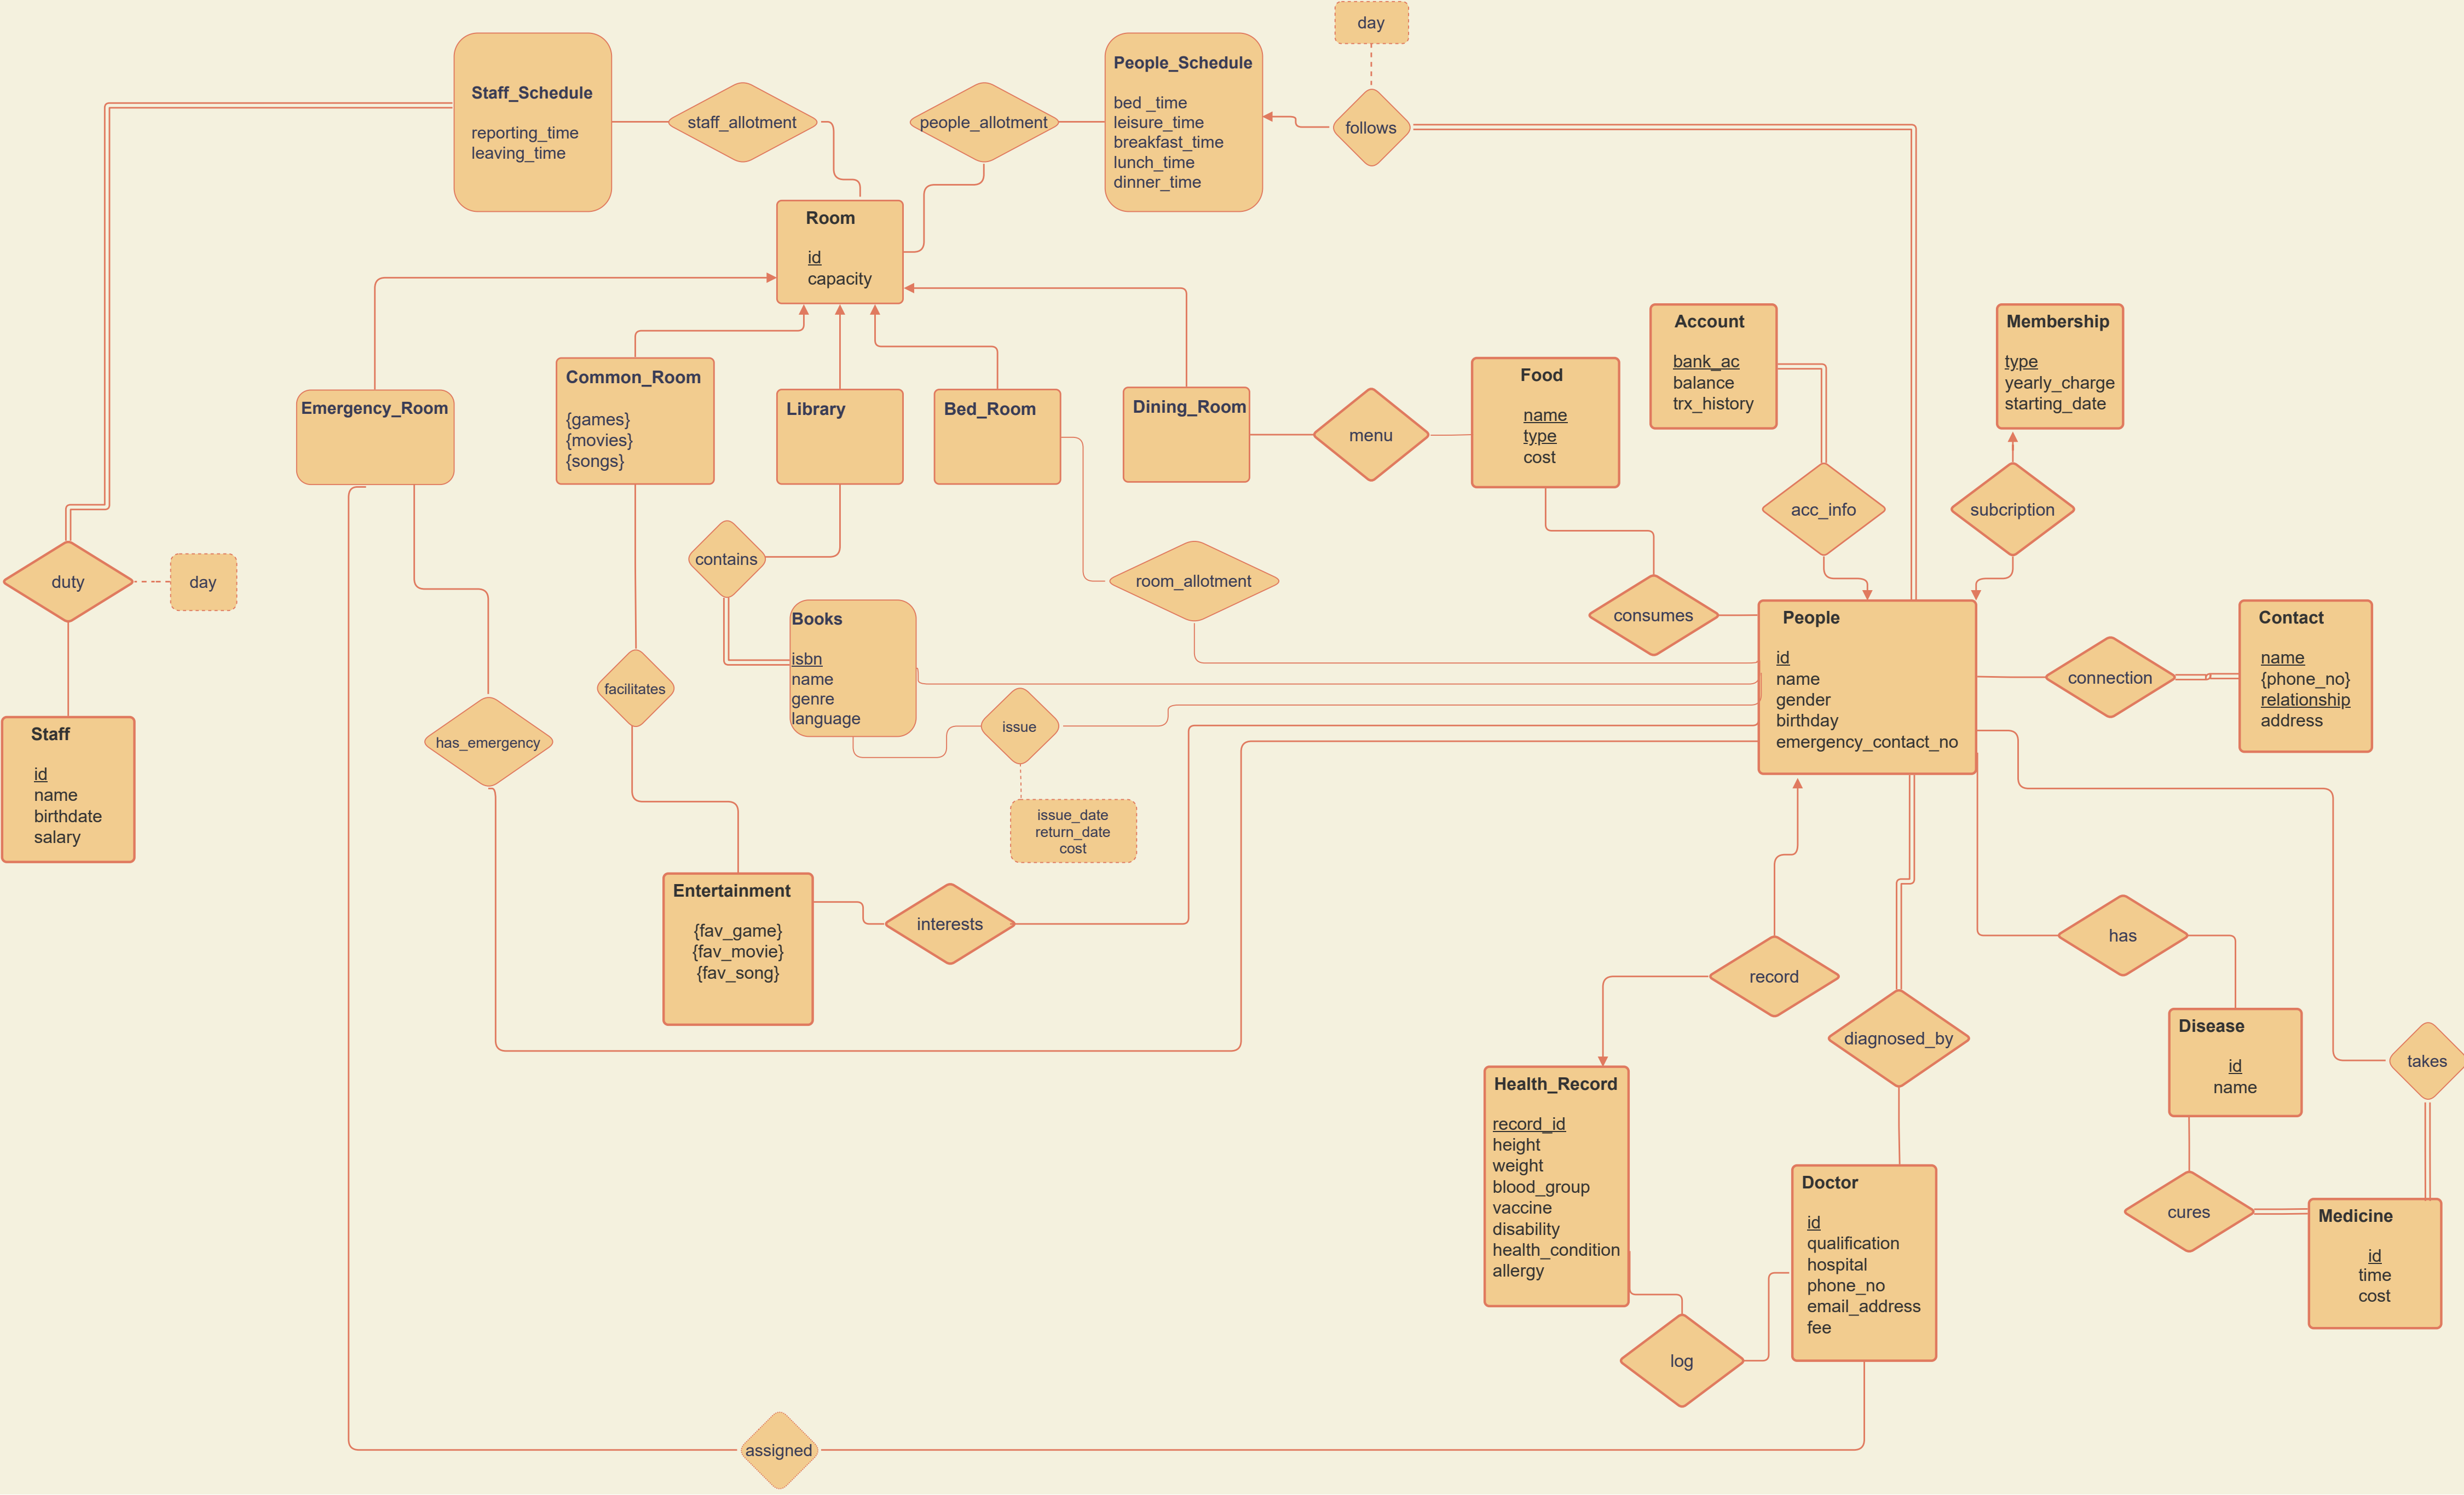 day
Staff_Schedule
reporting_time
leaving_time
staff_allotment
people_allotment
People_Schedule
bed _time
leisure_time
breakfast_time
lunch_time
dinner_time
follows
Room
id
capacity
Emergency_Room
Common_Room
{games}
{movies}
{songs}
Library
Bed_Room
Dining_Room
menu
Food
name
type
cost
Account
bank_ac
balance
trx_history
Membership
type
yearly_charge
starting_date
acc_info
subcription
duty
day
contains
room_allotment
consumes
Books
isbn
name
genre
language
People
id
name
gender
birthday
emergency_contact_no
connection
Contact
name
{phone_no}
relationship
address
facilitates
has_emergency
issue
issue_date
return_date
cost
Staff
id
name
birthdate
salary
Entertainment
{fav_game}
{fav_movie}
{fav_song}
interests
record
has
diagnosed_by
Disease
id
name
takes
Health_Record
record_id
height
weight
blood_group
vaccine
disability
health_condition
allergy
Doctor
id
qualification
hospital
phone_no
email_address
fee
cures
Medicine
id
time
cost
log
assigned